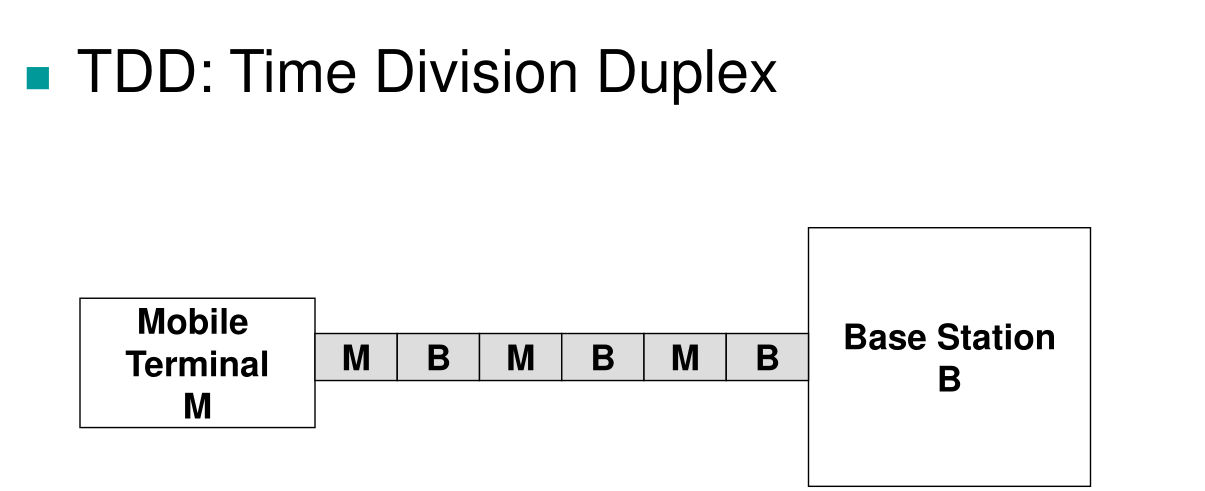 TDD: Time Division Duplex
Mobile
Terminal
M
M B M B M B
Base Station
B